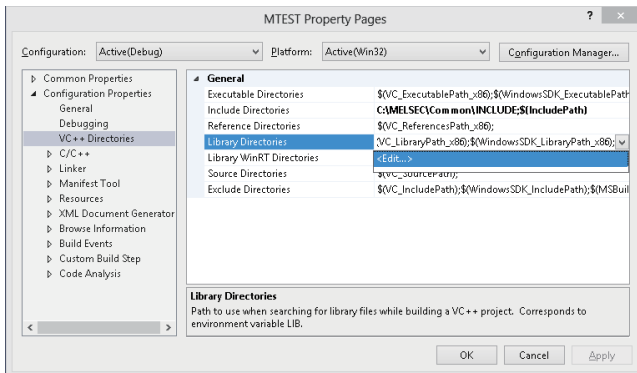 MTEST Property Pages
? ×
Configuration: Active(Debug) Platform: Active(Win32) Configuration Manager...
Common Properties
Configuration Properties
General
Debugging
VC++ Directories
C/C++
Linker
Manifest Tool
Resources
XML Document Generator
Browse Information
Build Events
Custom Build Step
Code Analysis
General
Executable Directories $(VC_ExecutablePath_x86);$(WindowsSDK_ExecutablePath
Include Directories C:\MELSEC\Common\INCLUDE;$(IncludePath)
Reference Directories $(VC_ReferencesPath_x86);
Library Directories (VC_LibraryPath_x86);$(WindowsSDK_LibraryPath_x86);
Library WinRT Directories <Edit...>
Source Directories $(VC_SourcePath);
Exclude Directories $(VC_IncludePath);$(WindowsSDK_IncludePath);$(MSBuil
Library Directories
Path to use when searching for library files while building a VC++ project. Corresponds to
environment variable LIB.
OK Cancel Apply